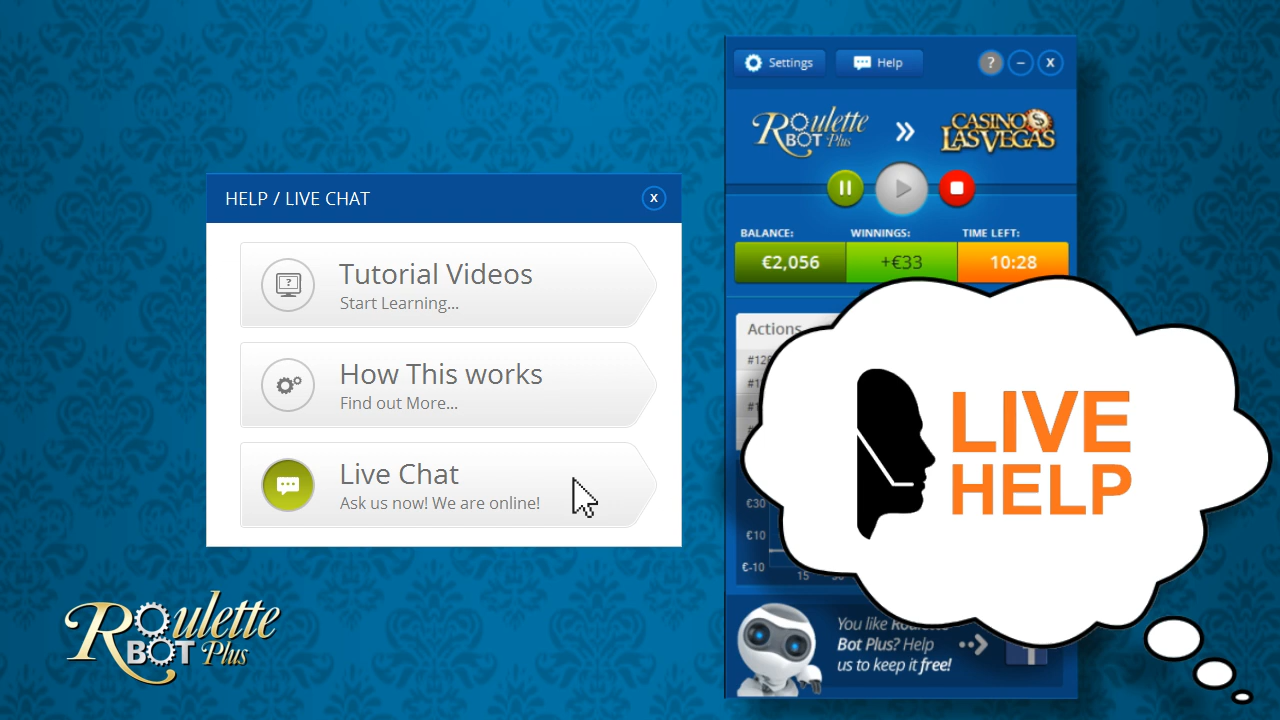 HELP / LIVE CHAT
X
Tutorial Videos
Start Learning...
How This works
Find out More...
Live Chat
Ask us now! We are online!
Roulette
BOT Plus
Settings
Help
?
X
Roulette
BOT Plus
CASINO
LAS VEGAS
BALANCE:
WINNINGS:
TIME LEFT:
€2,056
+€33
10:28
Actions
LIVE
HELP
€30
€10
€-10
15
You like Roulette
Bot Plus? Help
us to keep it free!